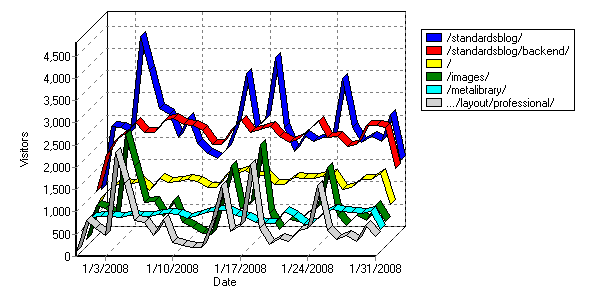 4,500
4,000
3,500
3,000
2,500
2,000
1,500
1,000
500
0
Visitors
1/3/2008 1/10/2008 1/17/2008 1/24/2008 1/31/2008
Date
/standardsblog/
/standardsblog/backend/
/
/images/
/metalibrary/
.../layout/professional/